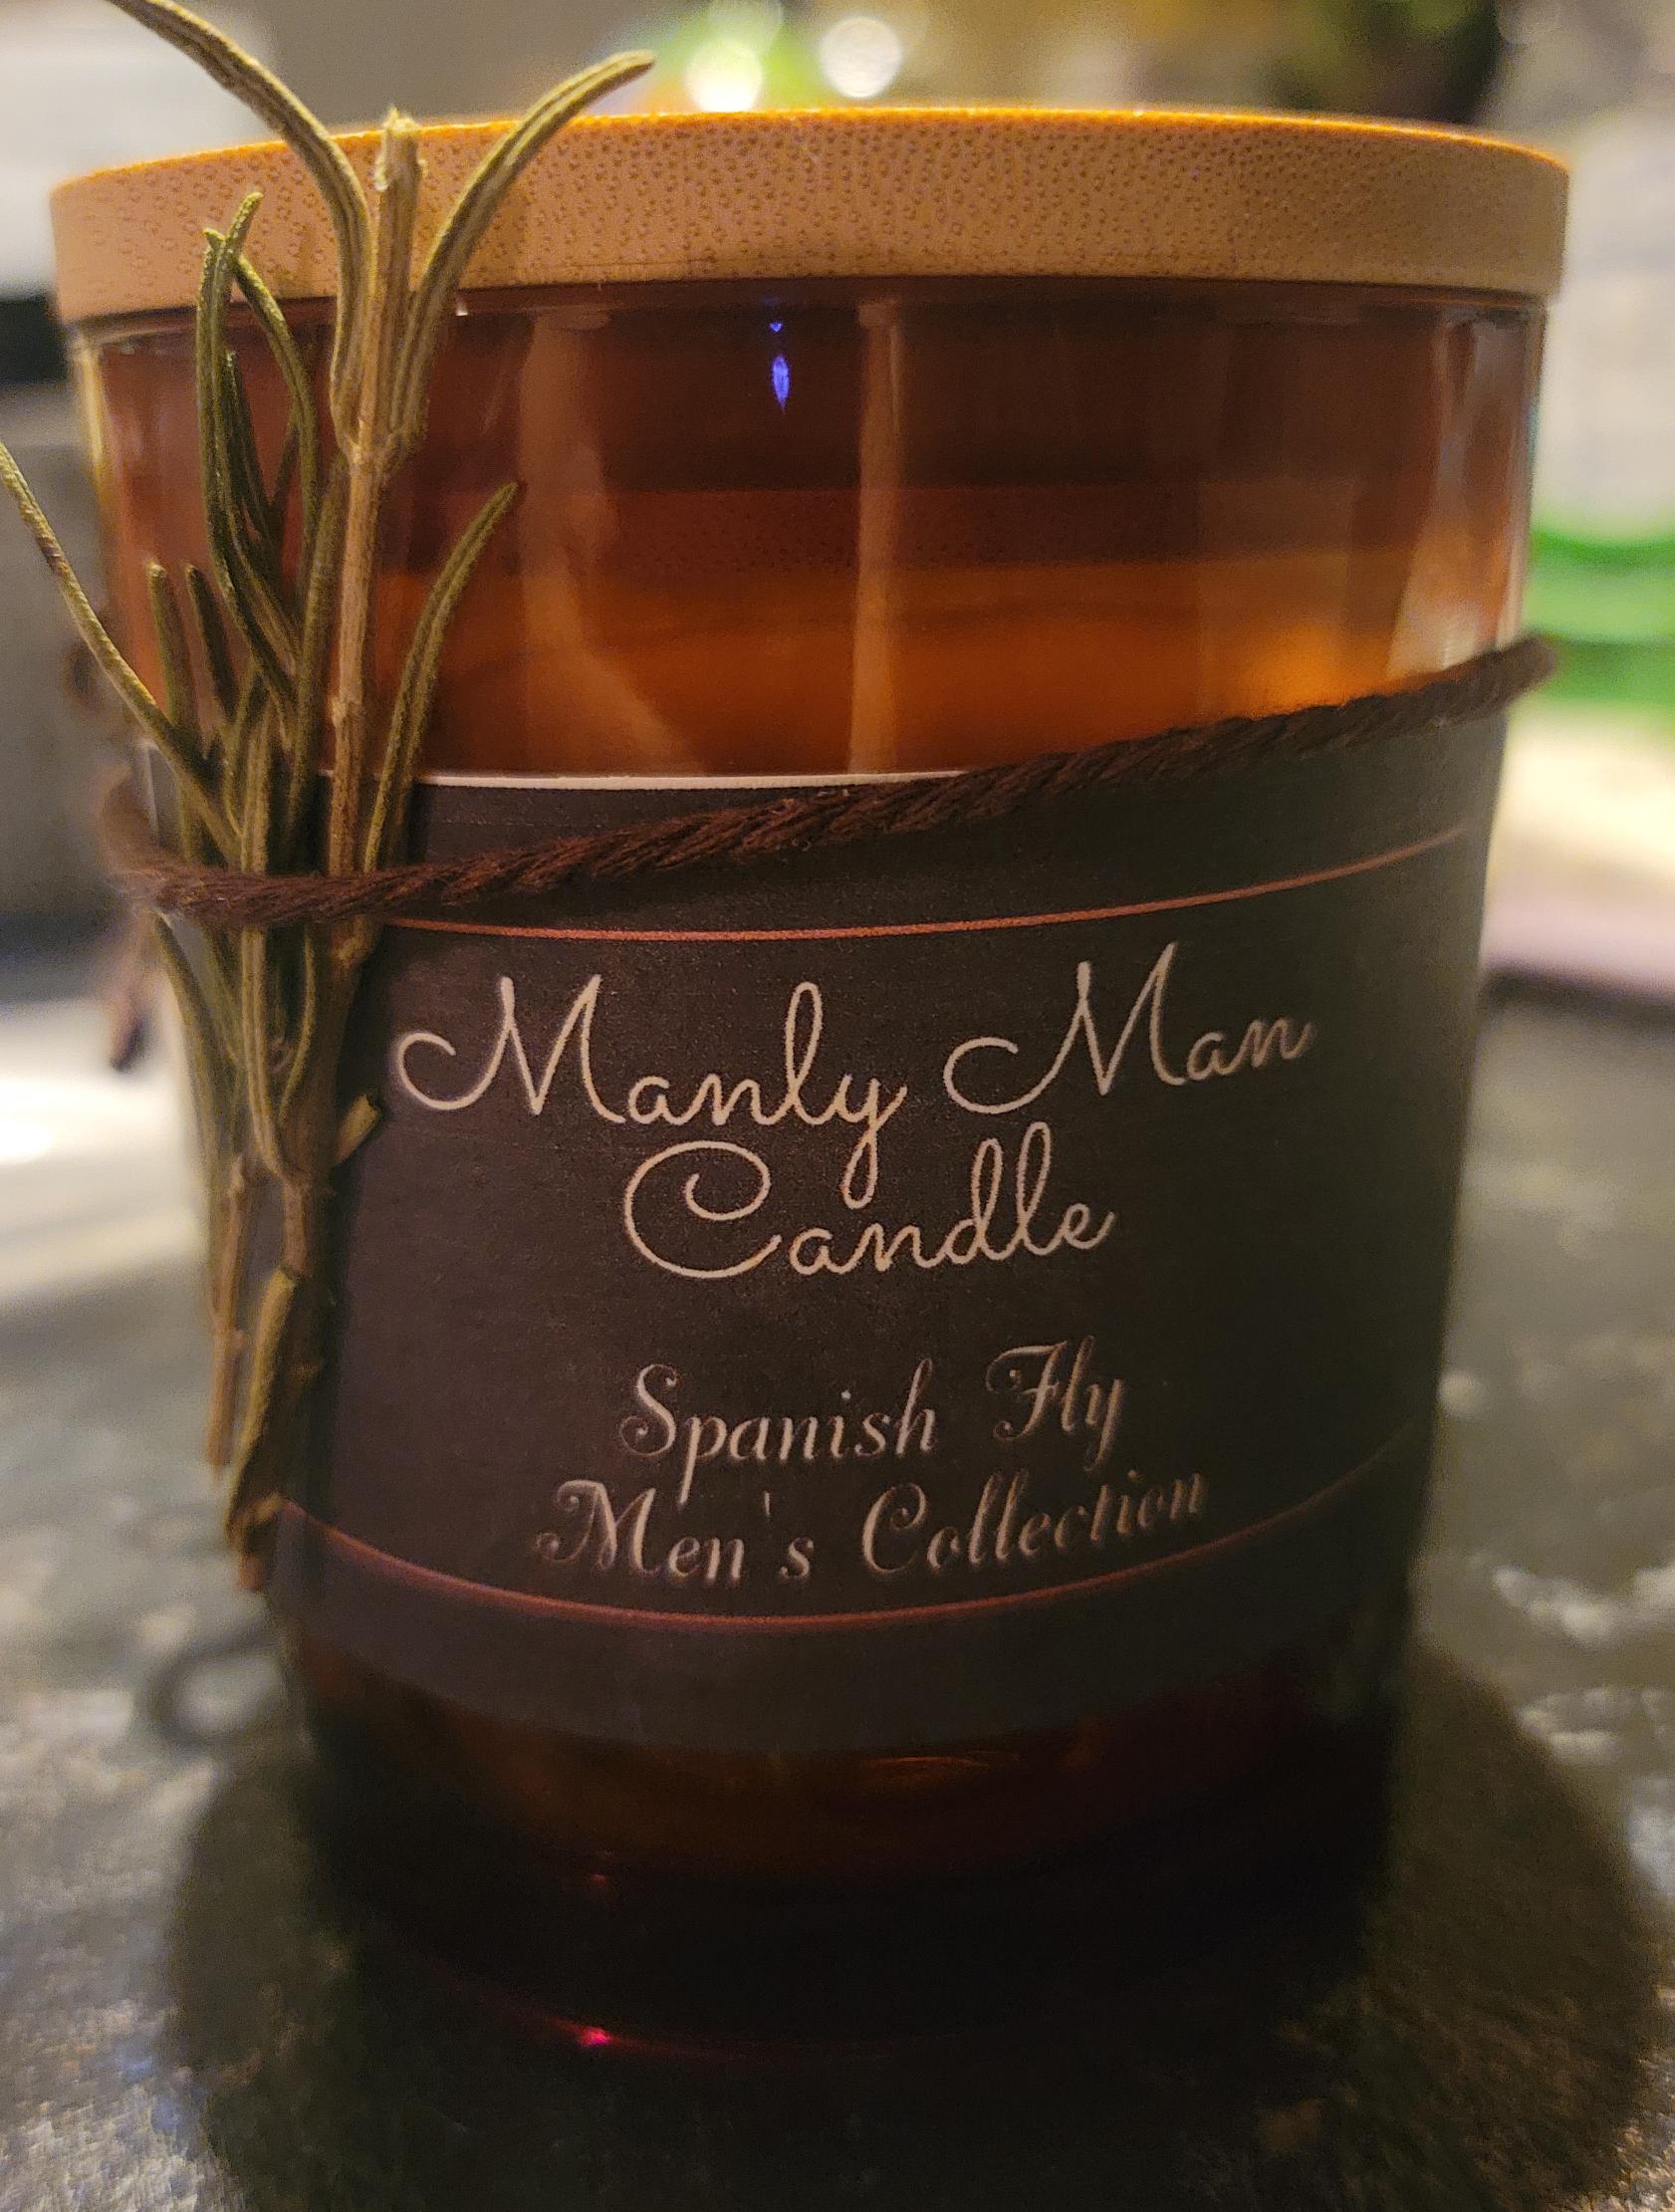 Manly Man
Candle
Spanish Fly
Men's Collection